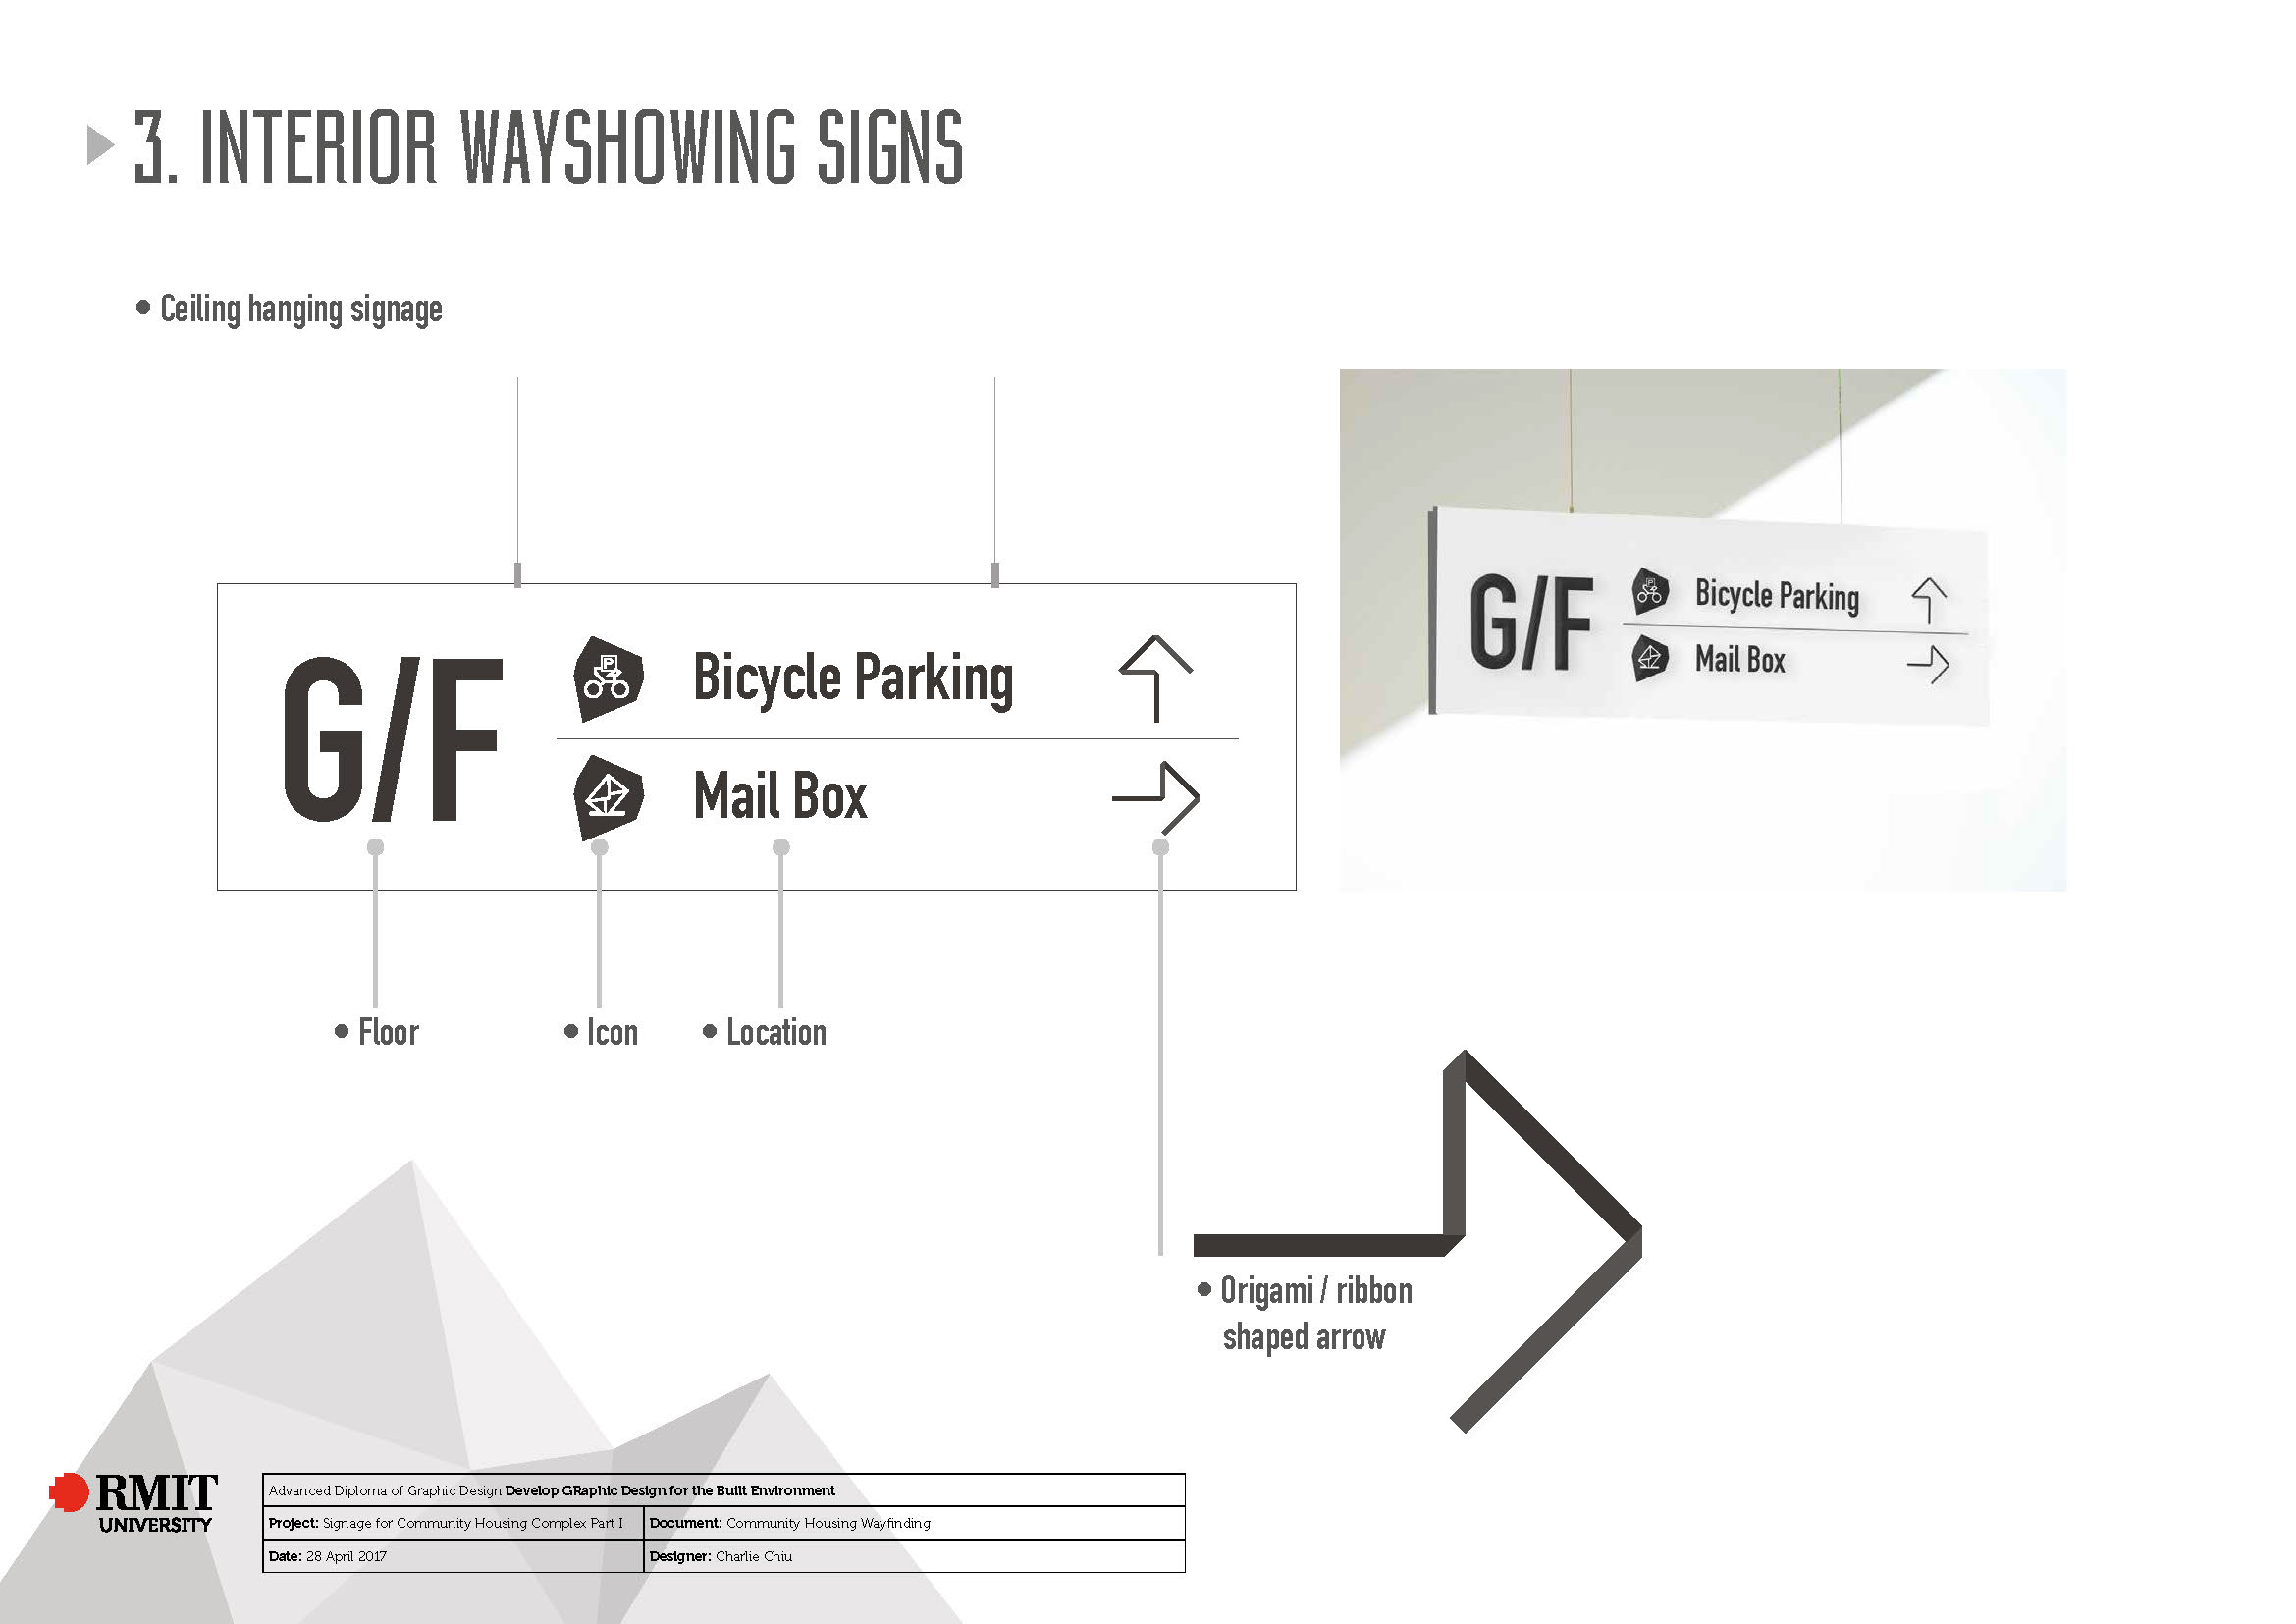 3. INTERIOR WAYSHOWING SIGNS
• Ceiling hanging signage
G/F
P
Bicycle Parking
Mail Box
G/F
P
Bicycle Parking
Mail Box
• Floor
• Icon
• Location
• Origami / ribbon
shaped arrow
RMIT
UNIVERSITY
Advanced Diploma of Graphic Design Develop GRaphic Design for the Built Environment
Project: Signage for Community Housing Complex Part I
Document: Community Housing Wayfinding
Date: 28 April 2017
Designer: Charlie Chiu